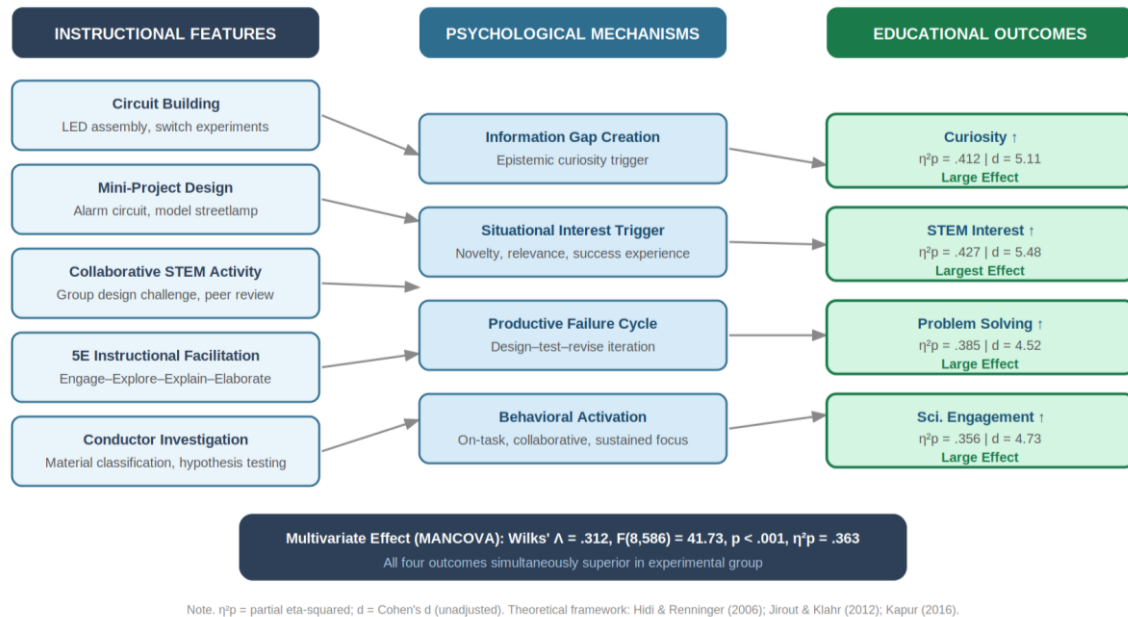 INSTRUCTIONAL FEATURES
PSYCHOLOGICAL MECHANISMS
EDUCATIONAL OUTCOMES
Circuit Building
LED assembly, switch experiments
Mini-Project Design
Alarm circuit, model streetlamp
Collaborative STEM Activity
Group design challenge, peer review
5E Instructional Facilitation
Engage–Explore–Explain–Elaborate
Conductor Investigation
Material classification, hypothesis testing
Information Gap Creation
Epistemic curiosity trigger
Situational Interest Trigger
Novelty, relevance, success experience
Productive Failure Cycle
Design–test–revise iteration
Behavioral Activation
On-task, collaborative, sustained focus
Curiosity ↑
η²p = .412 | d = 5.11
Large Effect
STEM Interest ↑
η²p = .427 | d = 5.48
Largest Effect
Problem Solving ↑
η²p = .385 | d = 4.52
Large Effect
Sci. Engagement ↑
η²p = .356 | d = 4.73
Large Effect
Multivariate Effect (MANCOVA): Wilks' Λ = .312, F(8,586) = 41.73, p < .001, η²p = .363
All four outcomes simultaneously superior in experimental group
Note. η²p = partial eta-squared; d = Cohen's d (unadjusted). Theoretical framework: Hidi & Renninger (2006); Jirout & Klahr (2012); Kapur (2016).